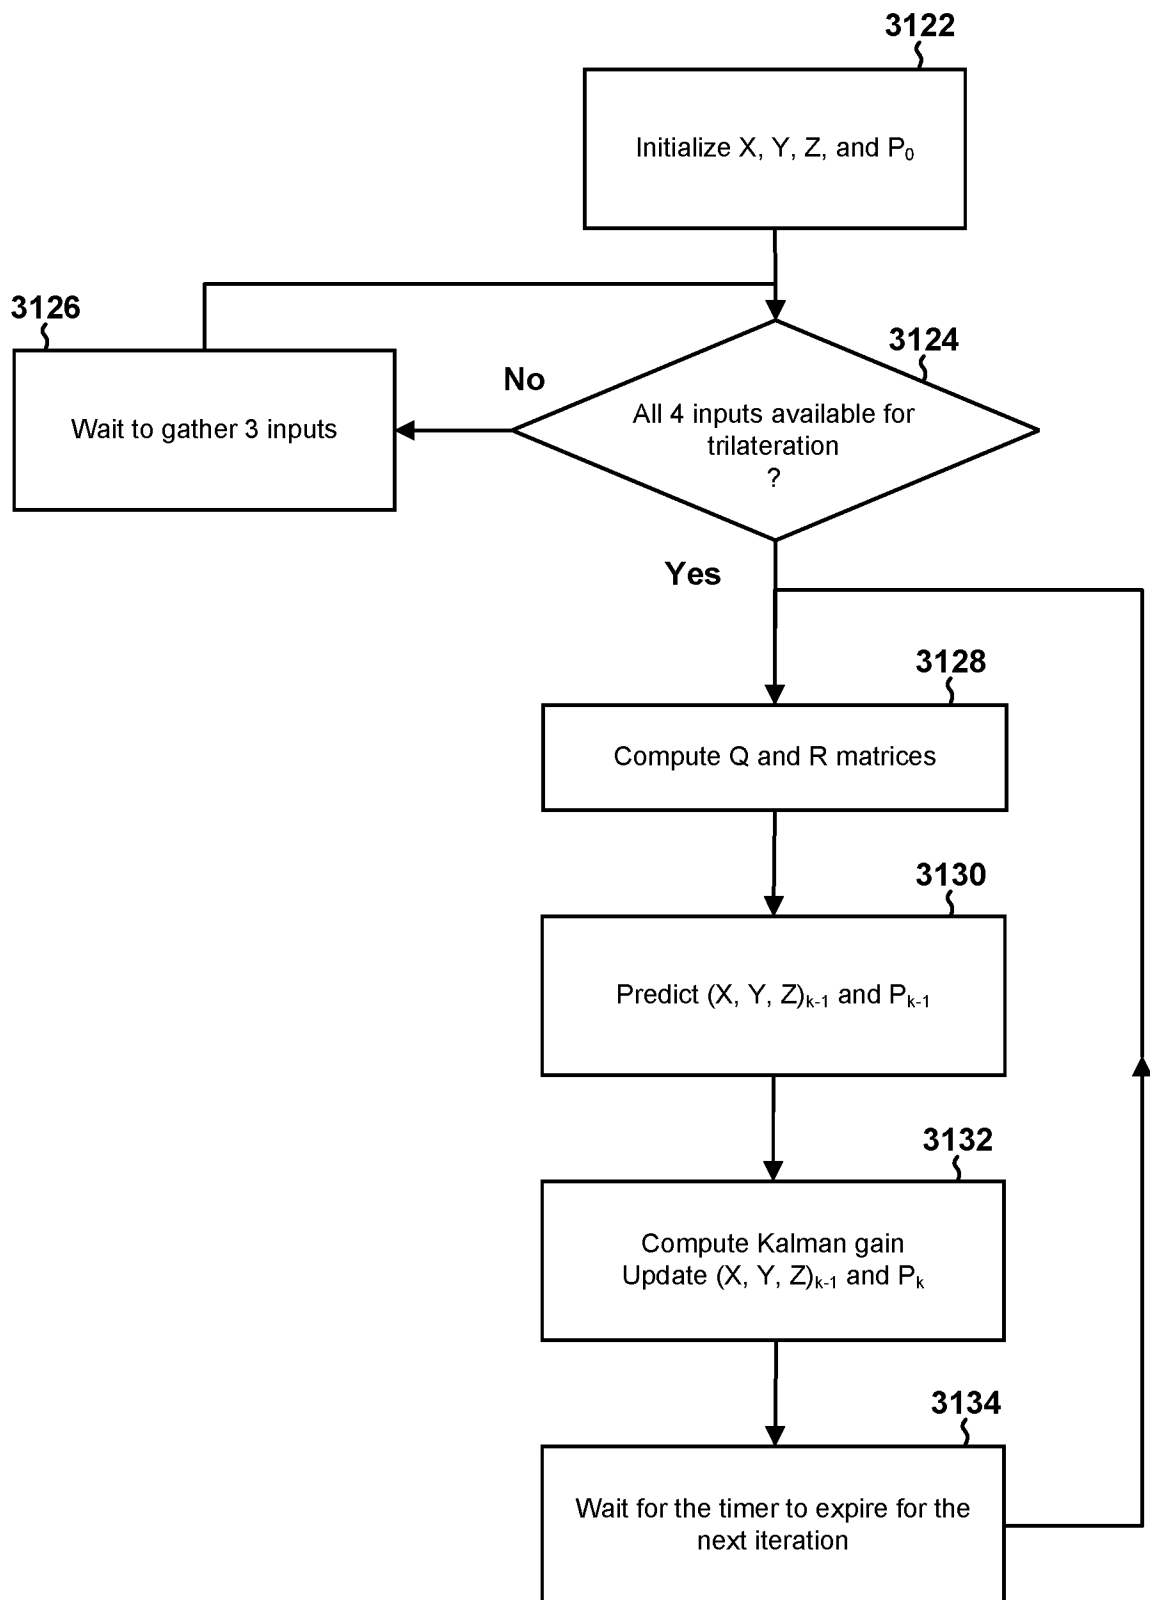 3122
Initialize X, Y, Z, and P₀
3126
Wait to gather 3 inputs
No
3124
All 4 inputs available for
trilateration
?
Yes
3128
Compute Q and R matrices
3130
Predict (X, Y, Z)ₖ₋₁ and Pₖ₋₁
3132
Compute Kalman gain
Update (X, Y, Z)ₖ₋₁ and Pₖ
3134
Wait for the timer to expire for the
next iteration